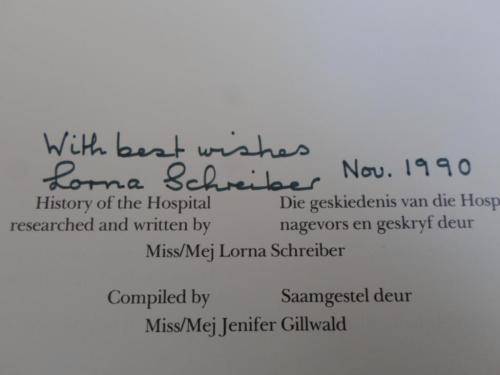 With best wishes
Lorna Schreiber Nov. 1990
History of the Hospital Die geskiedenis van die Hosp
researched and written by nagevors en geskryf deur
Miss/Mej Lorna Schreiber
Compiled by Saamgestel deur
Miss/Mej Jenifer Gillwald